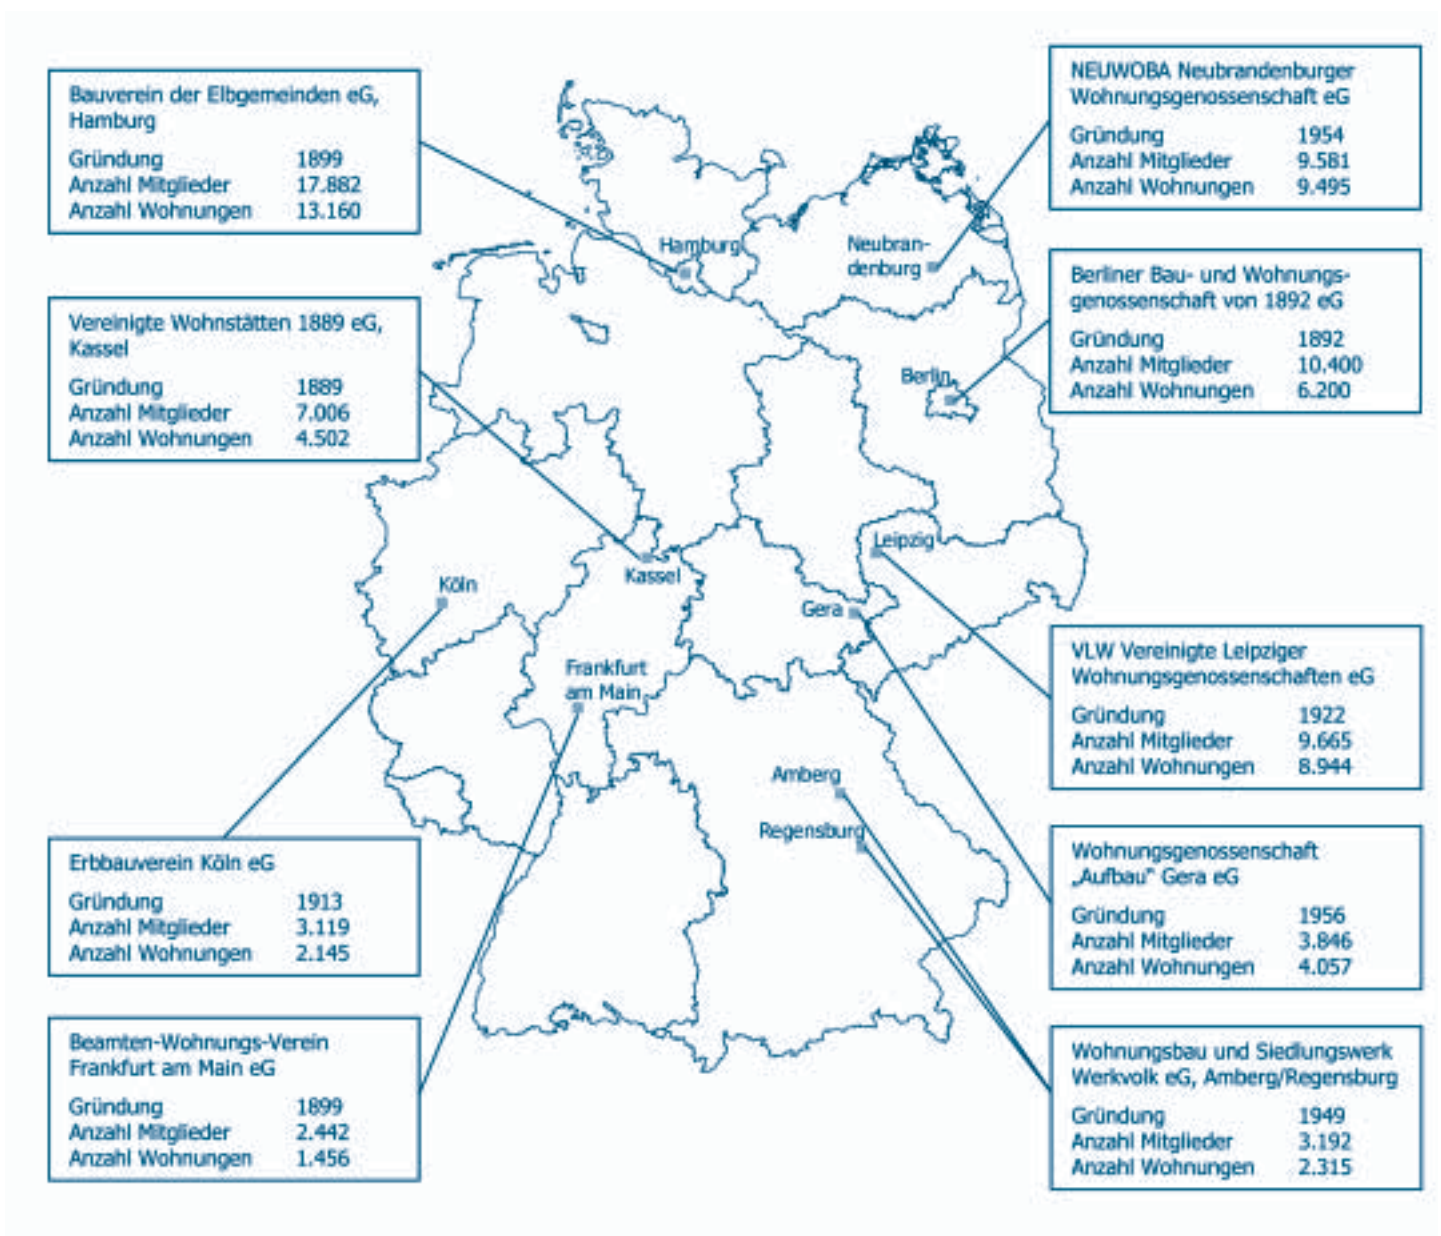 Bauverein der Elbgemeinden eG,
Hamburg
Gründung 1899
Anzahl Mitglieder 17.882
Anzahl Wohnungen 13.160
Vereinigte Wohnstätten 1889 eG,
Kassel
Gründung 1889
Anzahl Mitglieder 7.006
Anzahl Wohnungen 4.502
Erbbauverein Köln eG
Gründung 1913
Anzahl Mitglieder 3.119
Anzahl Wohnungen 2.145
Beamten-Wohnungs-Verein
Frankfurt am Main eG
Gründung 1899
Anzahl Mitglieder 2.442
Anzahl Wohnungen 1.456
Hamburg
Neubran-
denburg
Berlin
Leipzig
Kassel
Köln
Gera
Frankfurt
am Main
Amberg
Regensburg
NEUWOBA Neubrandenburger
Wohnungsgenossenschaft eG
Gründung 1954
Anzahl Mitglieder 9.581
Anzahl Wohnungen 9.495
Berliner Bau- und Wohnungs-
genossenschaft von 1892 eG
Gründung 1892
Anzahl Mitglieder 10.400
Anzahl Wohnungen 6.200
VLW Vereinigte Leipziger
Wohnungsgenossenschaften eG
Gründung 1922
Anzahl Mitglieder 9.665
Anzahl Wohnungen 8.944
Wohnungsgenossenschaft
„Aufbau“ Gera eG
Gründung 1956
Anzahl Mitglieder 3.846
Anzahl Wohnungen 4.057
Wohnungsbau und Siedlungswerk
Werkvolk eG, Amberg/Regensburg
Gründung 1949
Anzahl Mitglieder 3.192
Anzahl Wohnungen 2.315